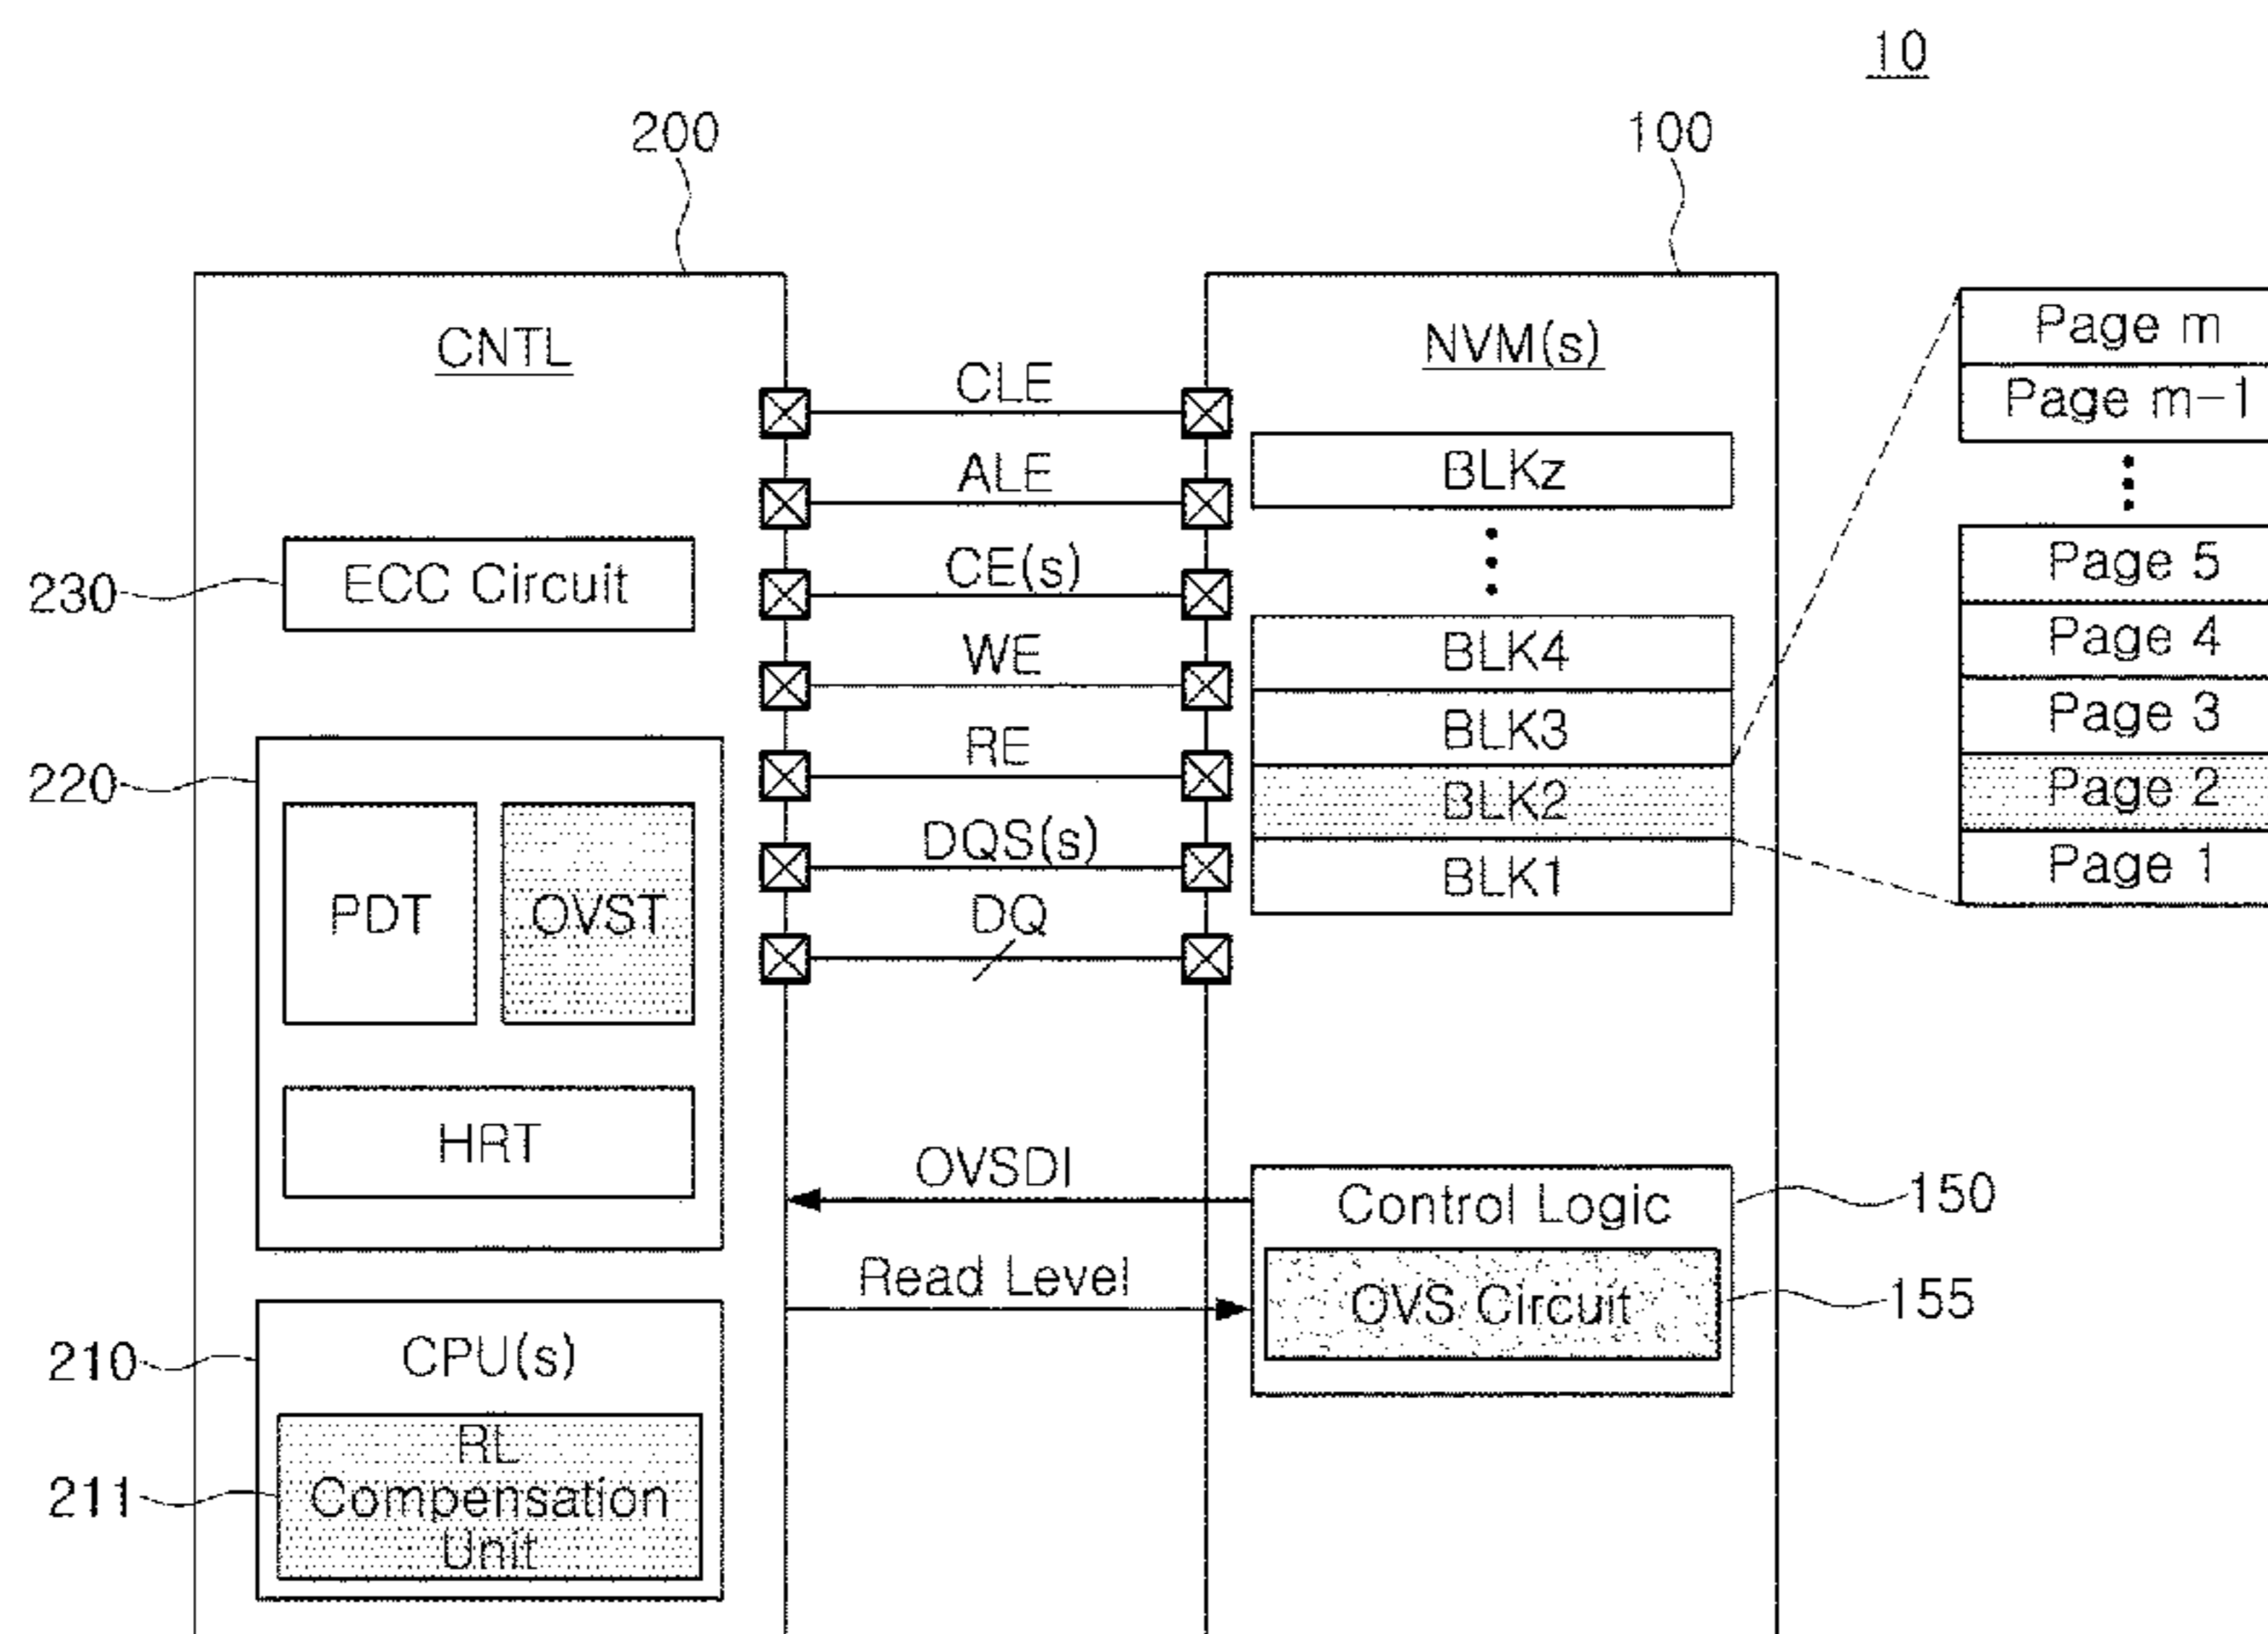 10
200
100
CNTL
NVM(s)
Page m
Page m-1
CLE
ALE
BLKz
230
ECC Circuit
CE(s)
Page 5
WE
BLK4
Page 4
RE
BLK3
Page 3
220
BLK2
Page 2
DQS(s)
BLK1
Page 1
PDT
OVST
DQ
HRT
OVSDI
Control Logic
150
Read Level
OVS Circuit
155
210
CPU(s)
211
RL
Compensation
Unit